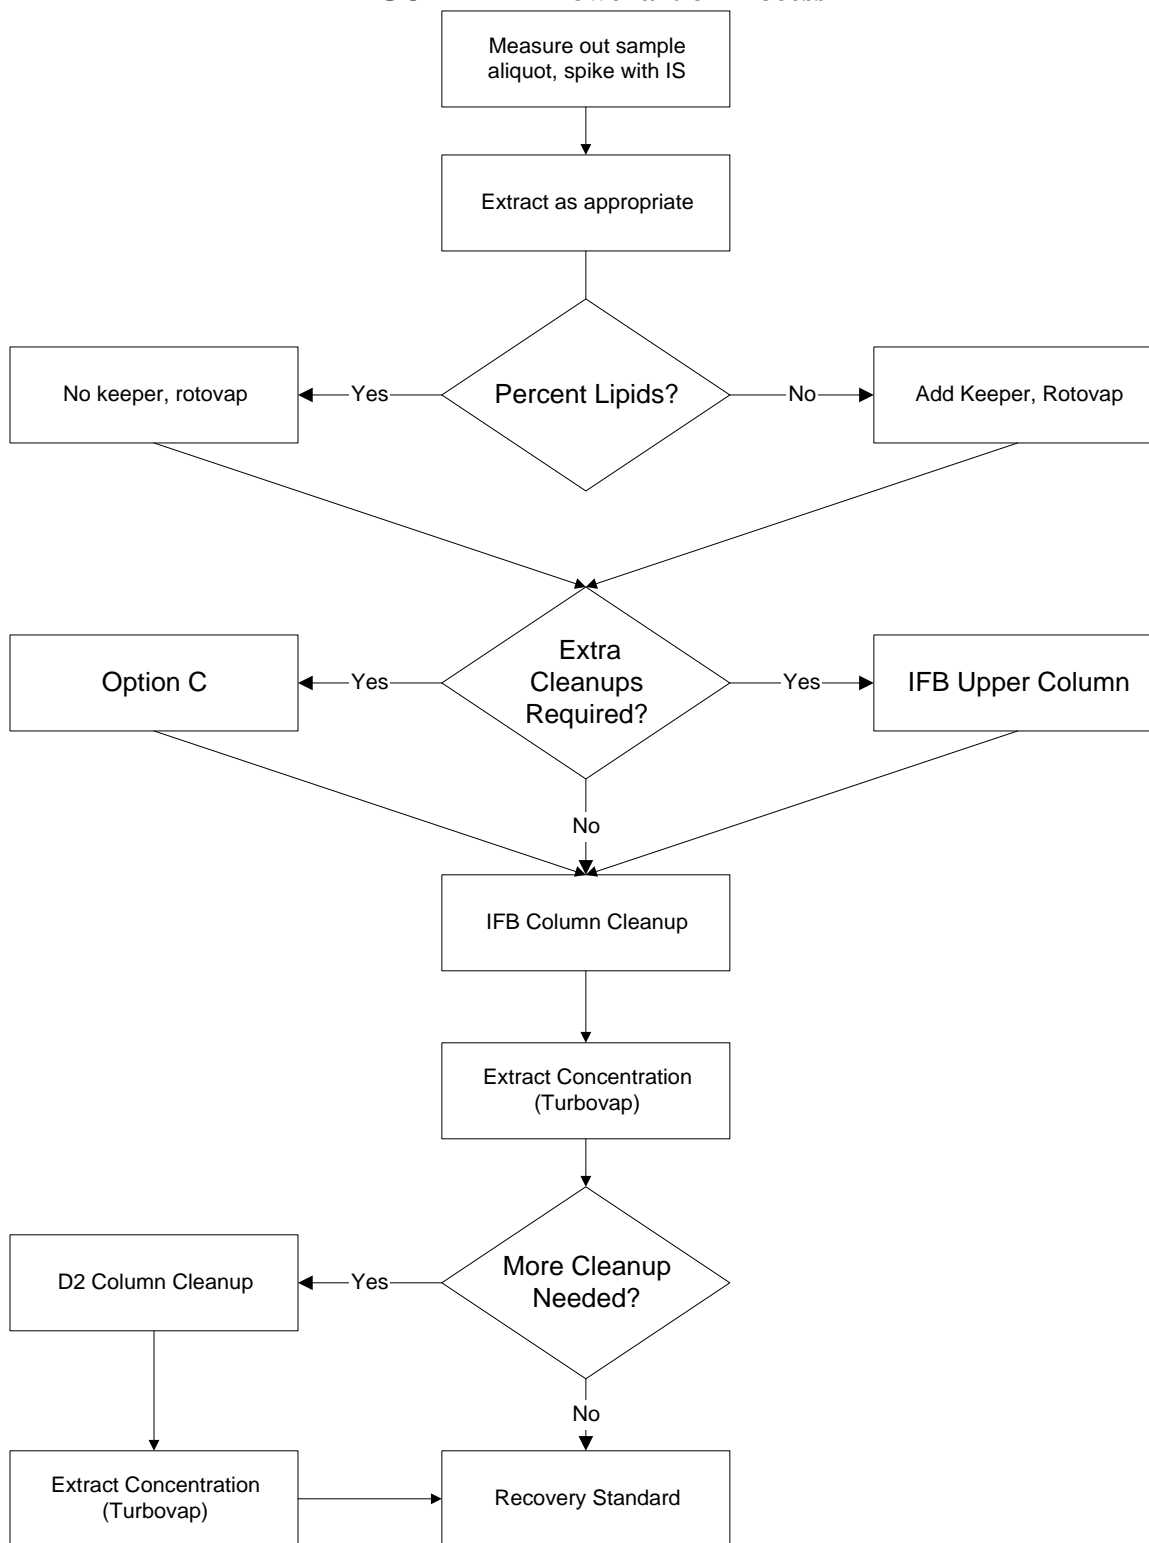 Measure out sample
aliquot, spike with IS
Extract as appropriate
Percent Lipids?
No keeper, rotovap
Yes
No
Add Keeper, Rotovap
Extra
Cleanups
Required?
Option C
Yes
Yes
IFB Upper Column
No
IFB Column Cleanup
Extract Concentration
(Turbovap)
More Cleanup
Needed?
D2 Column Cleanup
Yes
No
Extract Concentration
(Turbovap)
Recovery Standard